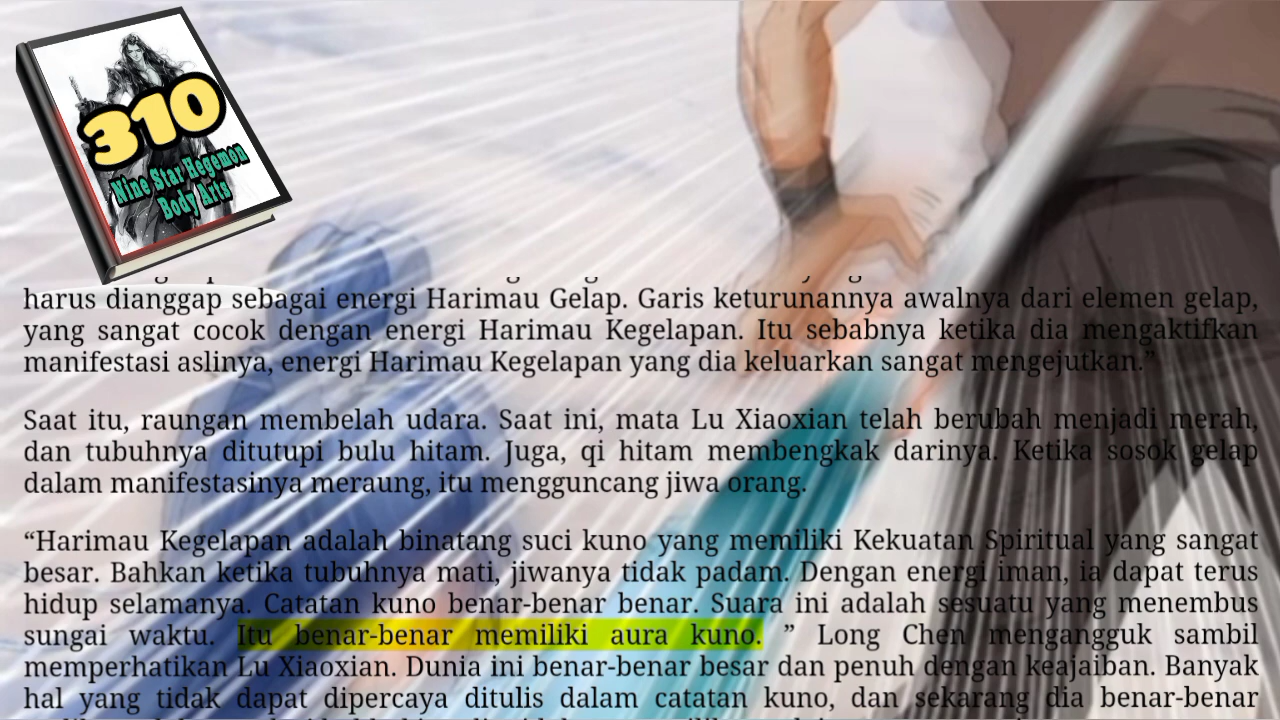 310
Nine Star Hegemon
Body Arts
harus dianggap sebagai energi Harimau Gelap. Garis keturunannya awalnya dari elemen gelap,
yang sangat cocok dengan energi Harimau Kegelapan. Itu sebabnya ketika dia mengaktifkan
manifestasi aslinya, energi Harimau Kegelapan yang dia keluarkan sangat mengejutkan.”
Saat itu, raungan membelah udara. Saat ini, mata Lu Xiaoxian telah berubah menjadi merah,
dan tubuhnya ditutupi bulu hitam. Juga, qi hitam membengkak darinya. Ketika sosok gelap
dalam manifestasinya meraung, itu mengguncang jiwa orang.
“Harimau Kegelapan adalah binatang suci kuno yang memiliki Kekuatan Spiritual yang sangat
besar. Bahkan ketika tubuhnya mati, jiwanya tidak padam. Dengan energi iman, ia dapat terus
hidup selamanya. Catatan kuno benar-benar benar. Suara ini adalah sesuatu yang menembus
sungai waktu. Itu benar-benar memiliki aura kuno. ” Long Chen mengangguk sambil
memperhatikan Lu Xiaoxian. Dunia ini benar-benar besar dan penuh dengan keajaiban. Banyak
hal yang tidak dapat dipercaya ditulis dalam catatan kuno, dan sekarang dia benar-benar